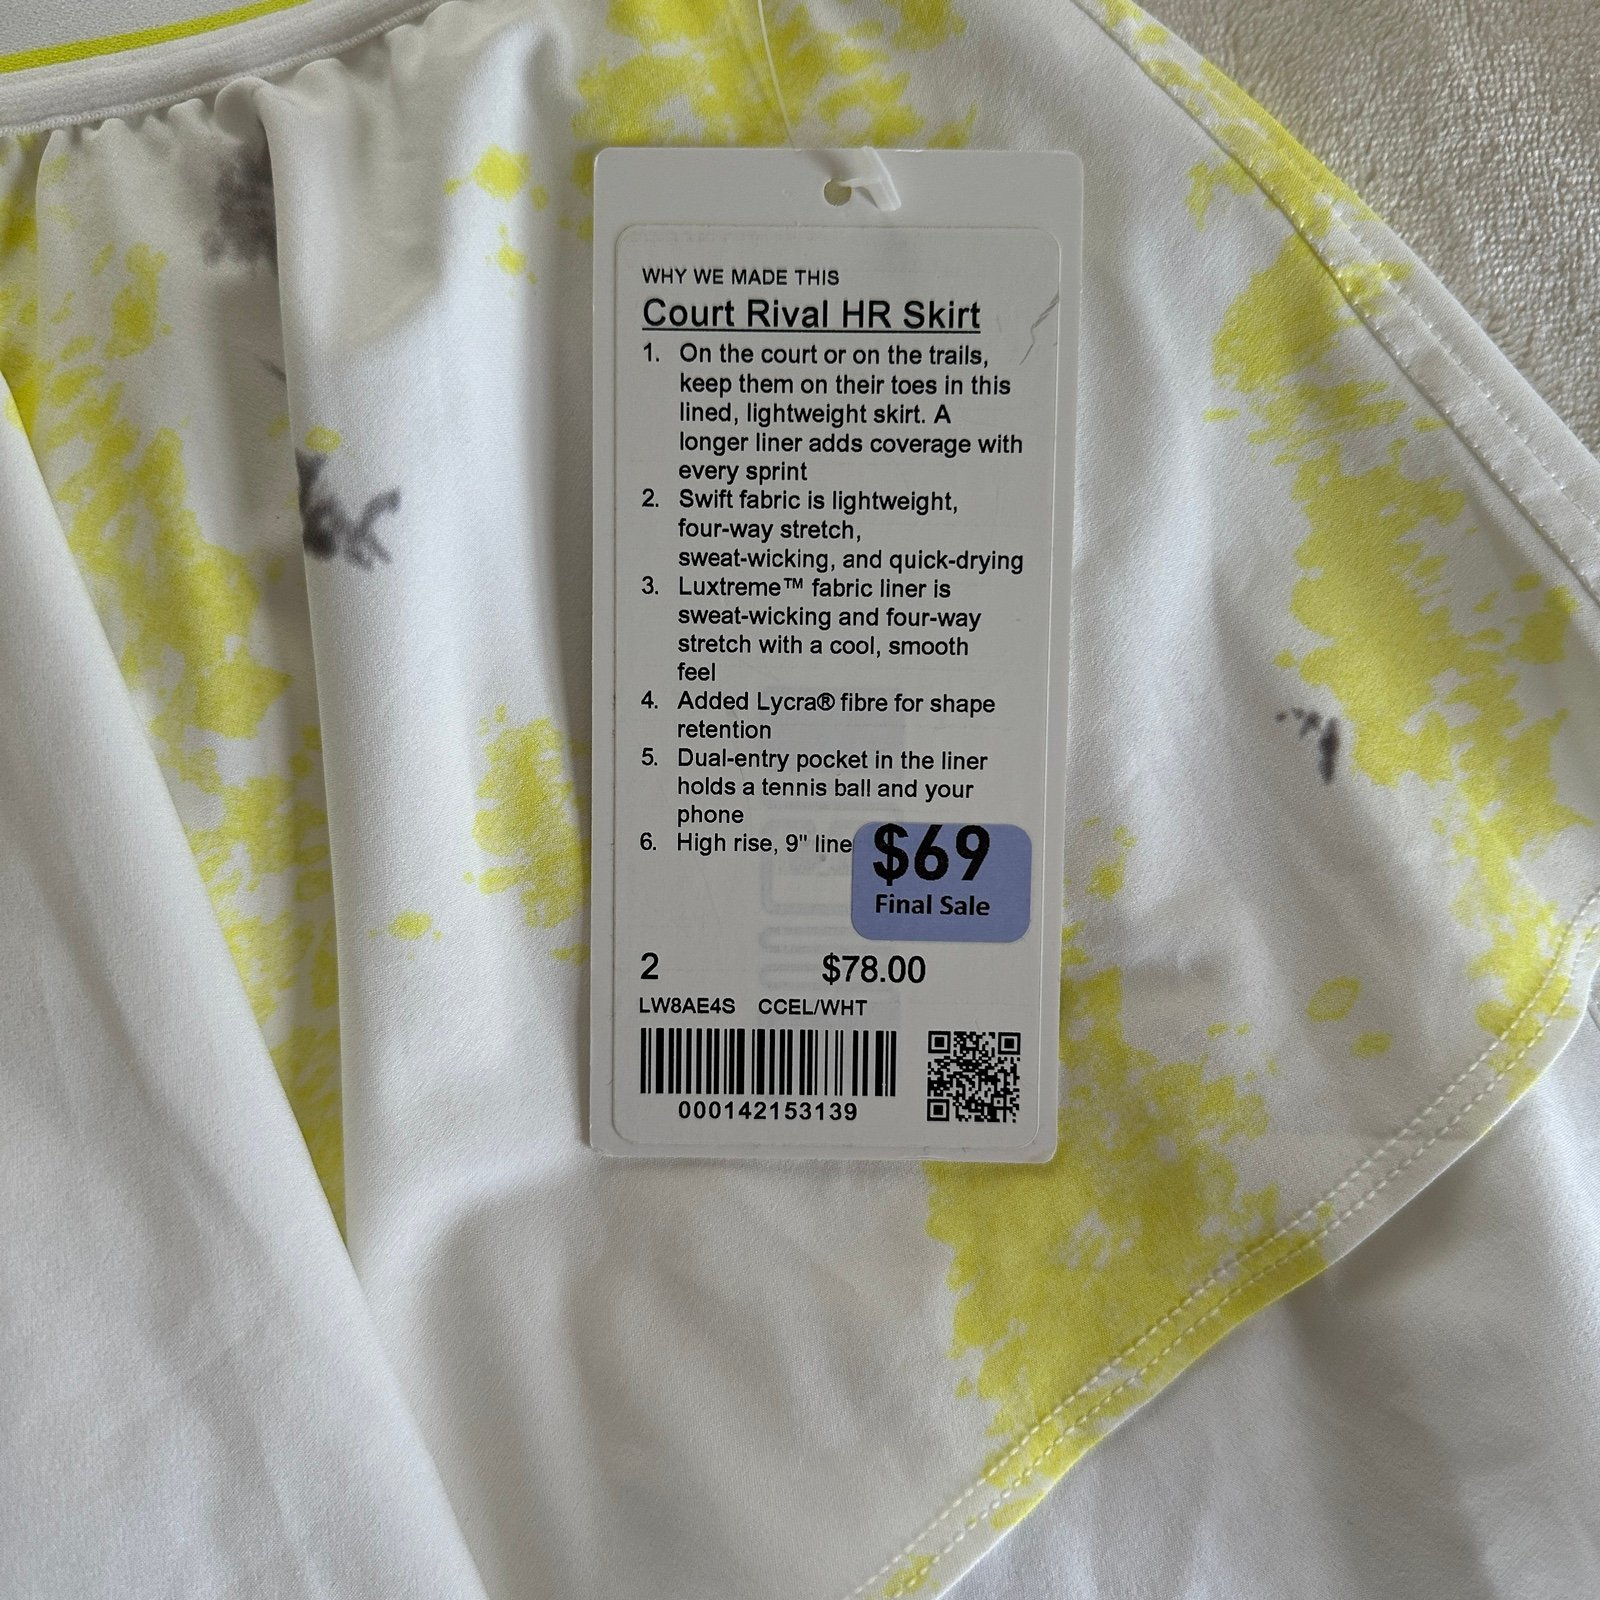 WHY WE MADE THIS
Court Rival HR Skirt
1. On the court or on the trails,
keep them on their toes in this
lined, lightweight skirt. A
longer liner adds coverage with
every sprint
2. Swift fabric is lightweight,
four-way stretch,
sweat-wicking, and quick-drying
3. Luxtreme™ fabric liner is
sweat-wicking and four-way
stretch with a cool, smooth
feel
4. Added Lycra® fibre for shape
retention
5. Dual-entry pocket in the liner
holds a tennis ball and your
phone
6. High rise, 9" line
$69
Final Sale
2 $78.00
LW8AE4S CCEL/WHT
000142153139